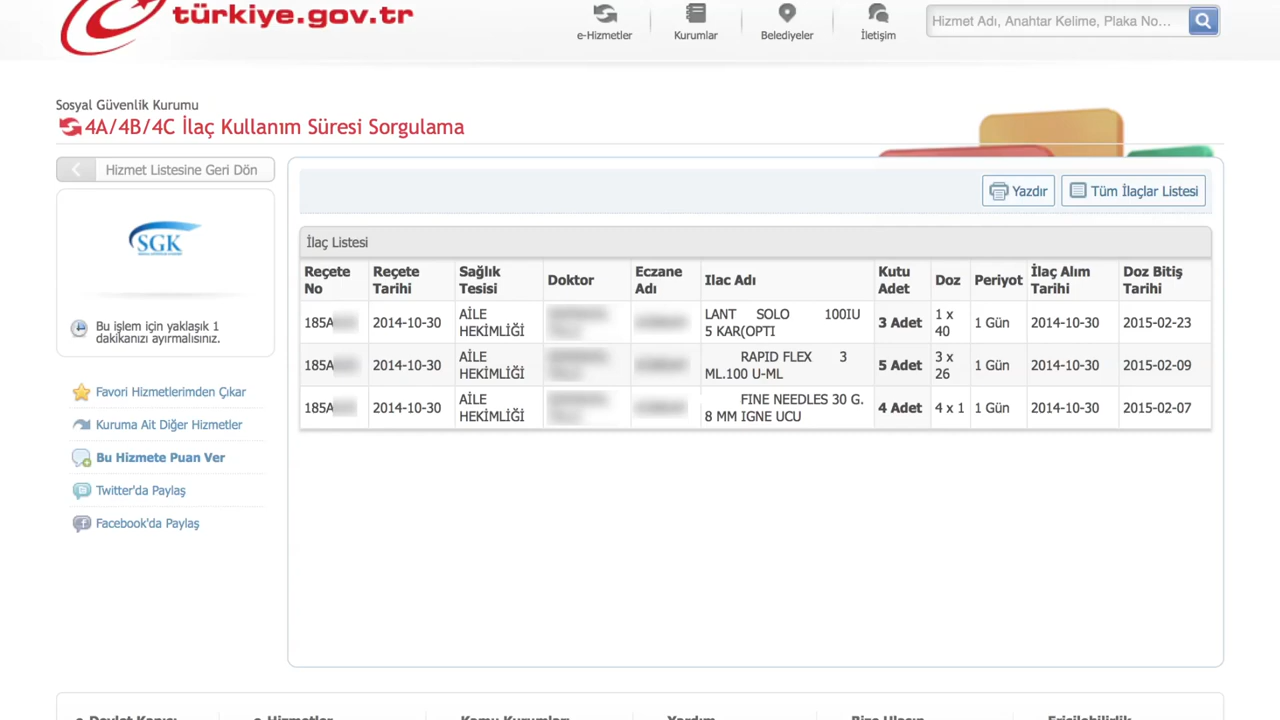 türkiye.gov.tr
e-Hizmetler
Kurumlar
Belediyeler
İletişim
Hizmet Adı, Anahtar Kelime, Plaka No...
Sosyal Güvenlik Kurumu
4A/4B/4C İlaç Kullanım Süresi Sorgulama
Hizmet Listesine Geri Dön
SGK
Bu işlem için yaklaşık 1
dakikanızı ayırmalısınız.
Favori Hizmetlerimden Çıkar
Kuruma Ait Diğer Hizmetler
Bu Hizmete Puan Ver
Twitter'da Paylaş
Facebook'da Paylaş
Yazdır
Tüm İlaçlar Listesi
İlaç Listesi
Reçete No Reçete Tarihi Sağlık Tesisi Doktor Eczane Adı Ilac Adı Kutu Adet Doz Periyot İlaç Alım Tarihi Doz Bitiş Tarihi
185A 2014-10-30 AİLE HEKİMLİĞİ LANT SOLO 100IU 5 KAR(OPTI 3 Adet 1 x 40 1 Gün 2014-10-30 2015-02-23
185A 2014-10-30 AİLE HEKİMLİĞİ RAPID FLEX 3 ML.100 U-ML 5 Adet 3 x 26 1 Gün 2014-10-30 2015-02-09
185A 2014-10-30 AİLE HEKİMLİĞİ FINE NEEDLES 30 G. 8 MM IGNE UCU 4 Adet 4 x 1 1 Gün 2014-10-30 2015-02-07